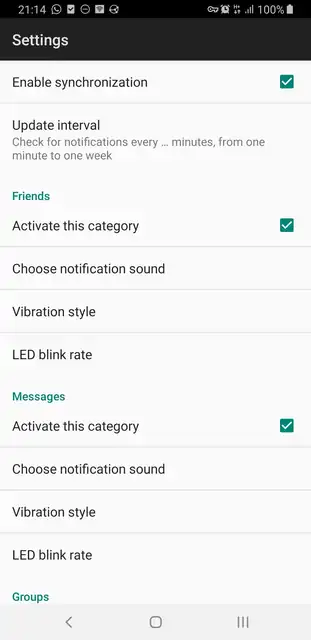 21:14
100%
Settings
Enable synchronization
Update interval
Check for notifications every … minutes, from one
minute to one week
Friends
Activate this category
Choose notification sound
Vibration style
LED blink rate
Messages
Activate this category
Choose notification sound
Vibration style
LED blink rate
Groups